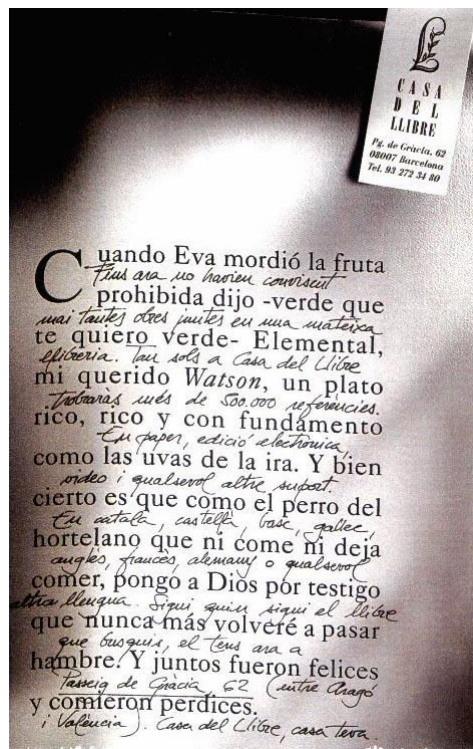 CASA
DEL
LLIBRE
Pg. de Gràcia, 62
08007 Barcelona
Tel. 93 272 34 80
Cuando Eva mordió la fruta
Fins ara no havien conviscut
prohibida dijo -verde que
mai tantes obres juntes en una mateixa
te quiero verde- Elemental,
llibreria. Tan sols a Casa del Llibre
mi querido Watson, un plato
trobaràs més de 500.000 referències.
rico, rico y con fundamento
En paper, edició electrònica,
como las uvas de la ira. Y bien
video i qualsevol altre suport.
cierto es que como el perro del
En català, castellà, basc, gallec,
hortelano que ni come ni deja
anglès, francès, alemany o qualsevol
comer, pongo a Dios por testigo
altra llengua. Sigui quin sigui el llibre
que nunca más volveré a pasar
que busquis, el tens ara a
hambre. Y juntos fueron felices
Passeig de Gràcia, 62 (entre Aragó
y comieron perdices.
i València). Casa del Llibre, casa teva.